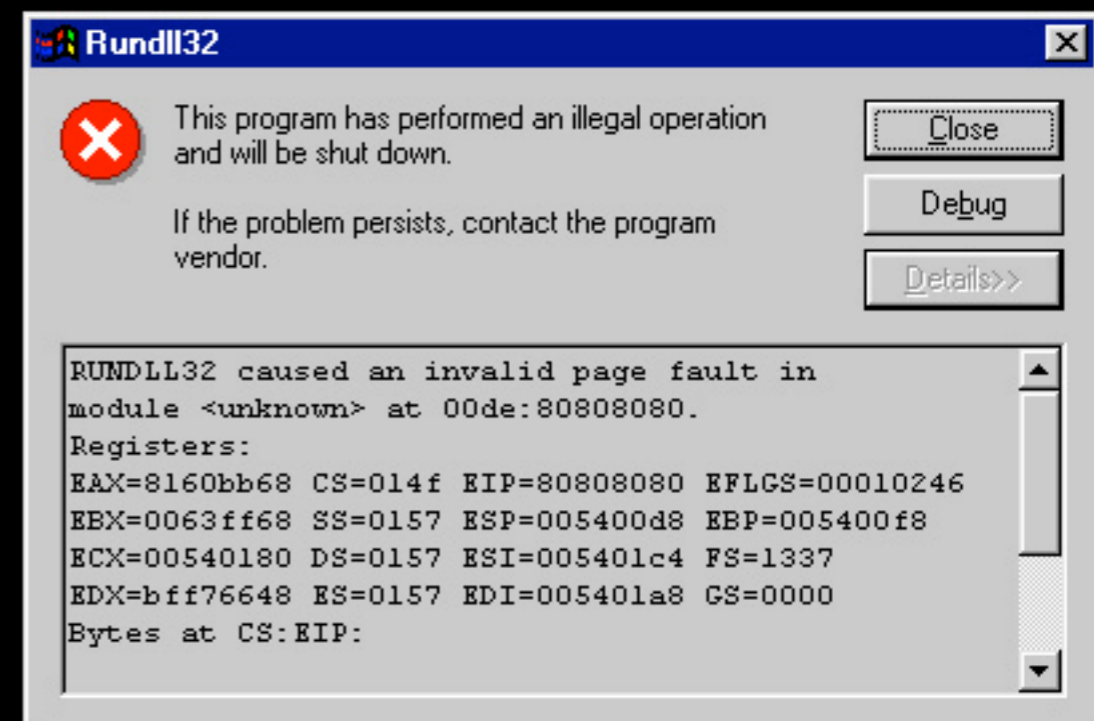 Rundll32
This program has performed an illegal operation
and will be shut down.
If the problem persists, contact the program
vendor.
Close
Debug
Details>>
RUNDLL32 caused an invalid page fault in
module <unknown> at 00de:80808080.
Registers:
EAX=8160bb68 CS=014f EIP=80808080 EFLGS=00010246
EBX=0063ff68 SS=0157 ESP=005400d8 EBP=005400f8
ECX=00540180 DS=0157 ESI=005401c4 FS=1337
EDX=bff76648 ES=0157 EDI=005401a8 GS=0000
Bytes at CS:EIP: